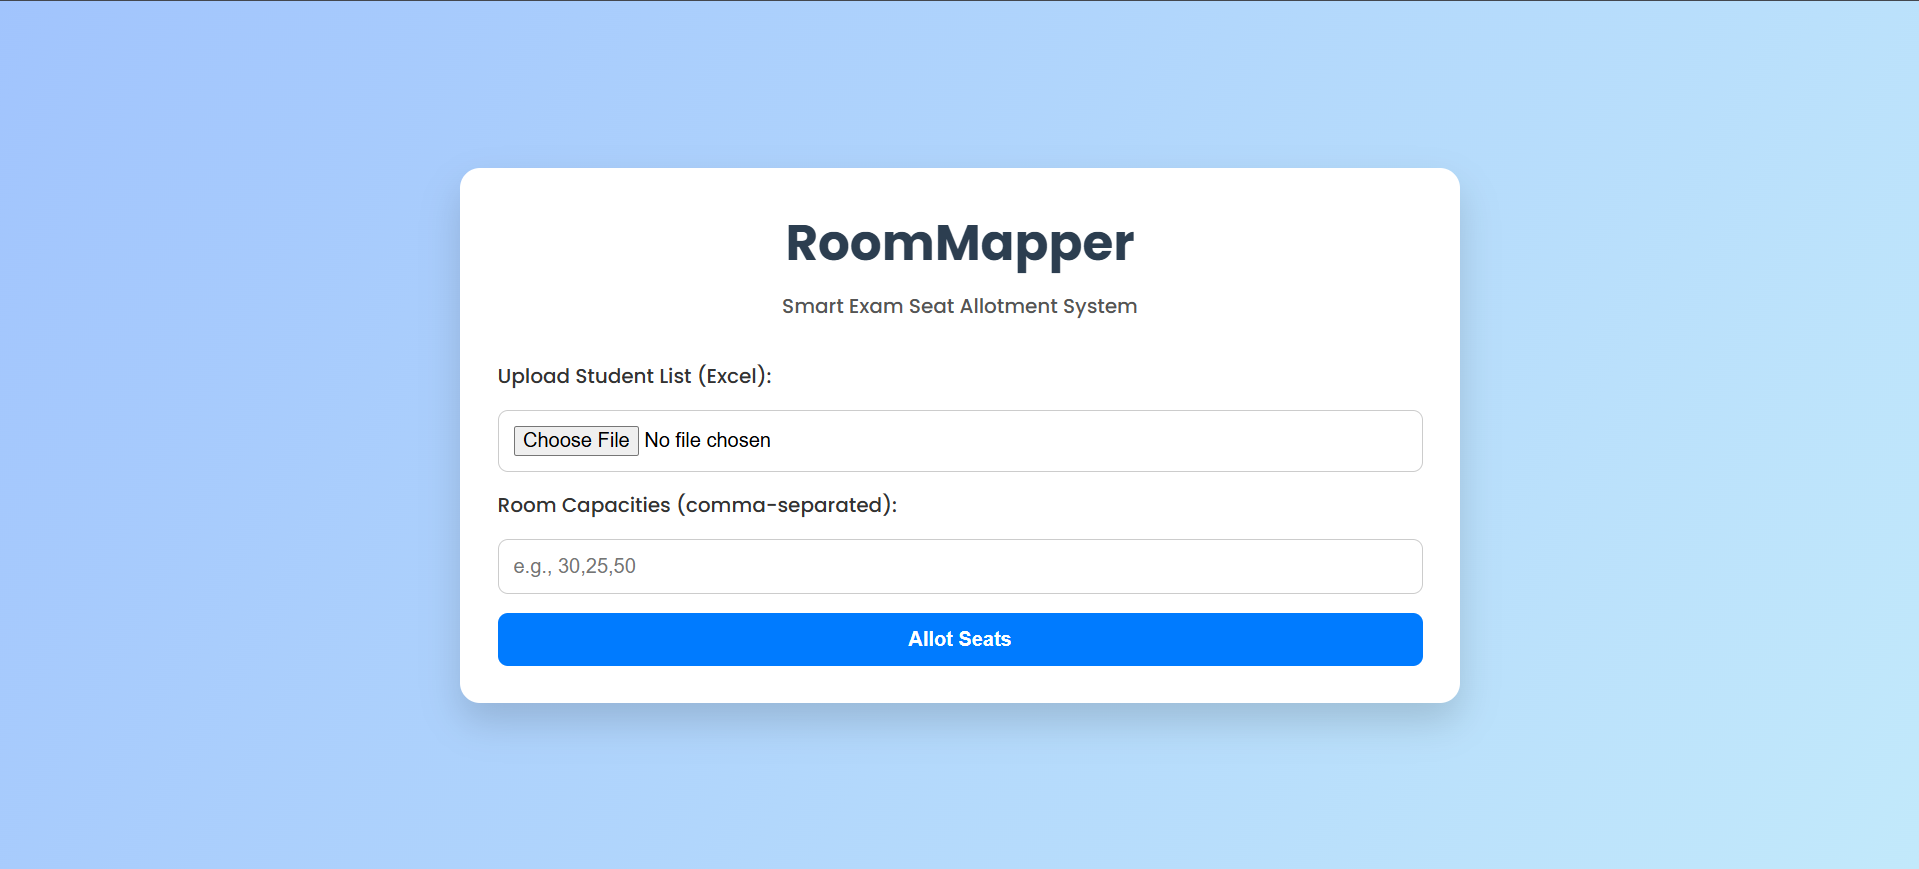 RoomMapper
Smart Exam Seat Allotment System
Upload Student List (Excel):
Choose File No file chosen
Room Capacities (comma-separated):
e.g., 30,25,50
Allot Seats